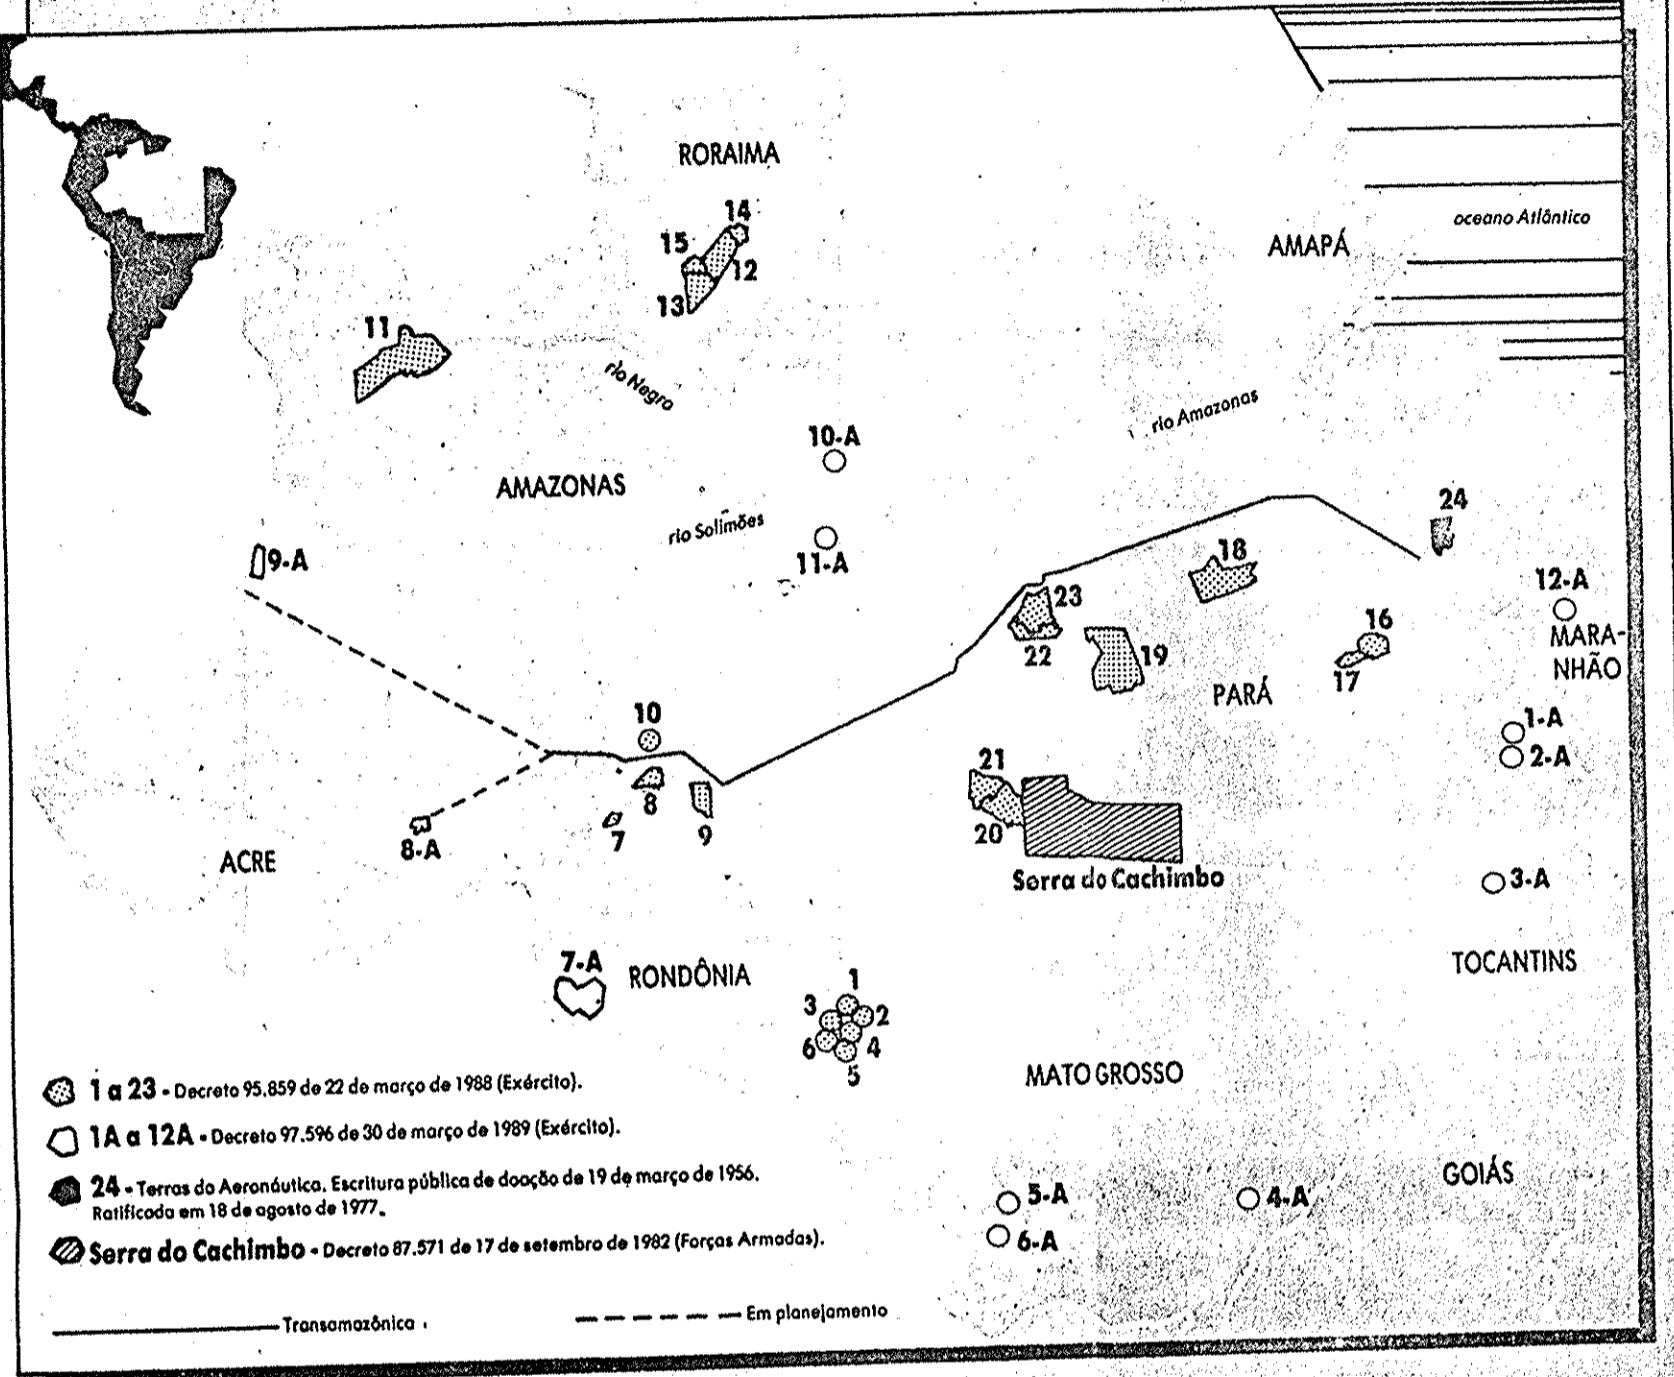 RORAIMA
14
15
12
13
oceano Atlântico
AMAPÁ
11
rio Negro
rio Amazonas
10-A
AMAZONAS
rio Solimões
11-A
9-A
24
18
12-A
MARA-
NHÃO
23
22
19
16
17
PARÁ
1-A
2-A
10
8
7
9
8-A
ACRE
21
20
Serra do Cachimbo
3-A
TOCANTINS
7-A
RONDÔNIA
1
3
2
6
4
5
MATO GROSSO
GOIÁS
5-A
4-A
6-A
1 a 23 - Decreto 95.859 de 22 de março de 1988 (Exército).
1A a 12A - Decreto 97.596 de 30 de março de 1989 (Exército).
24 - Terras da Aeronáutica. Escritura pública de doação de 19 de março de 1956.
Ratificada em 18 de agosto de 1977.
Serra do Cachimbo - Decreto 87.571 de 17 de setembro de 1982 (Forças Armadas).
Transamazônica
Em planejamento